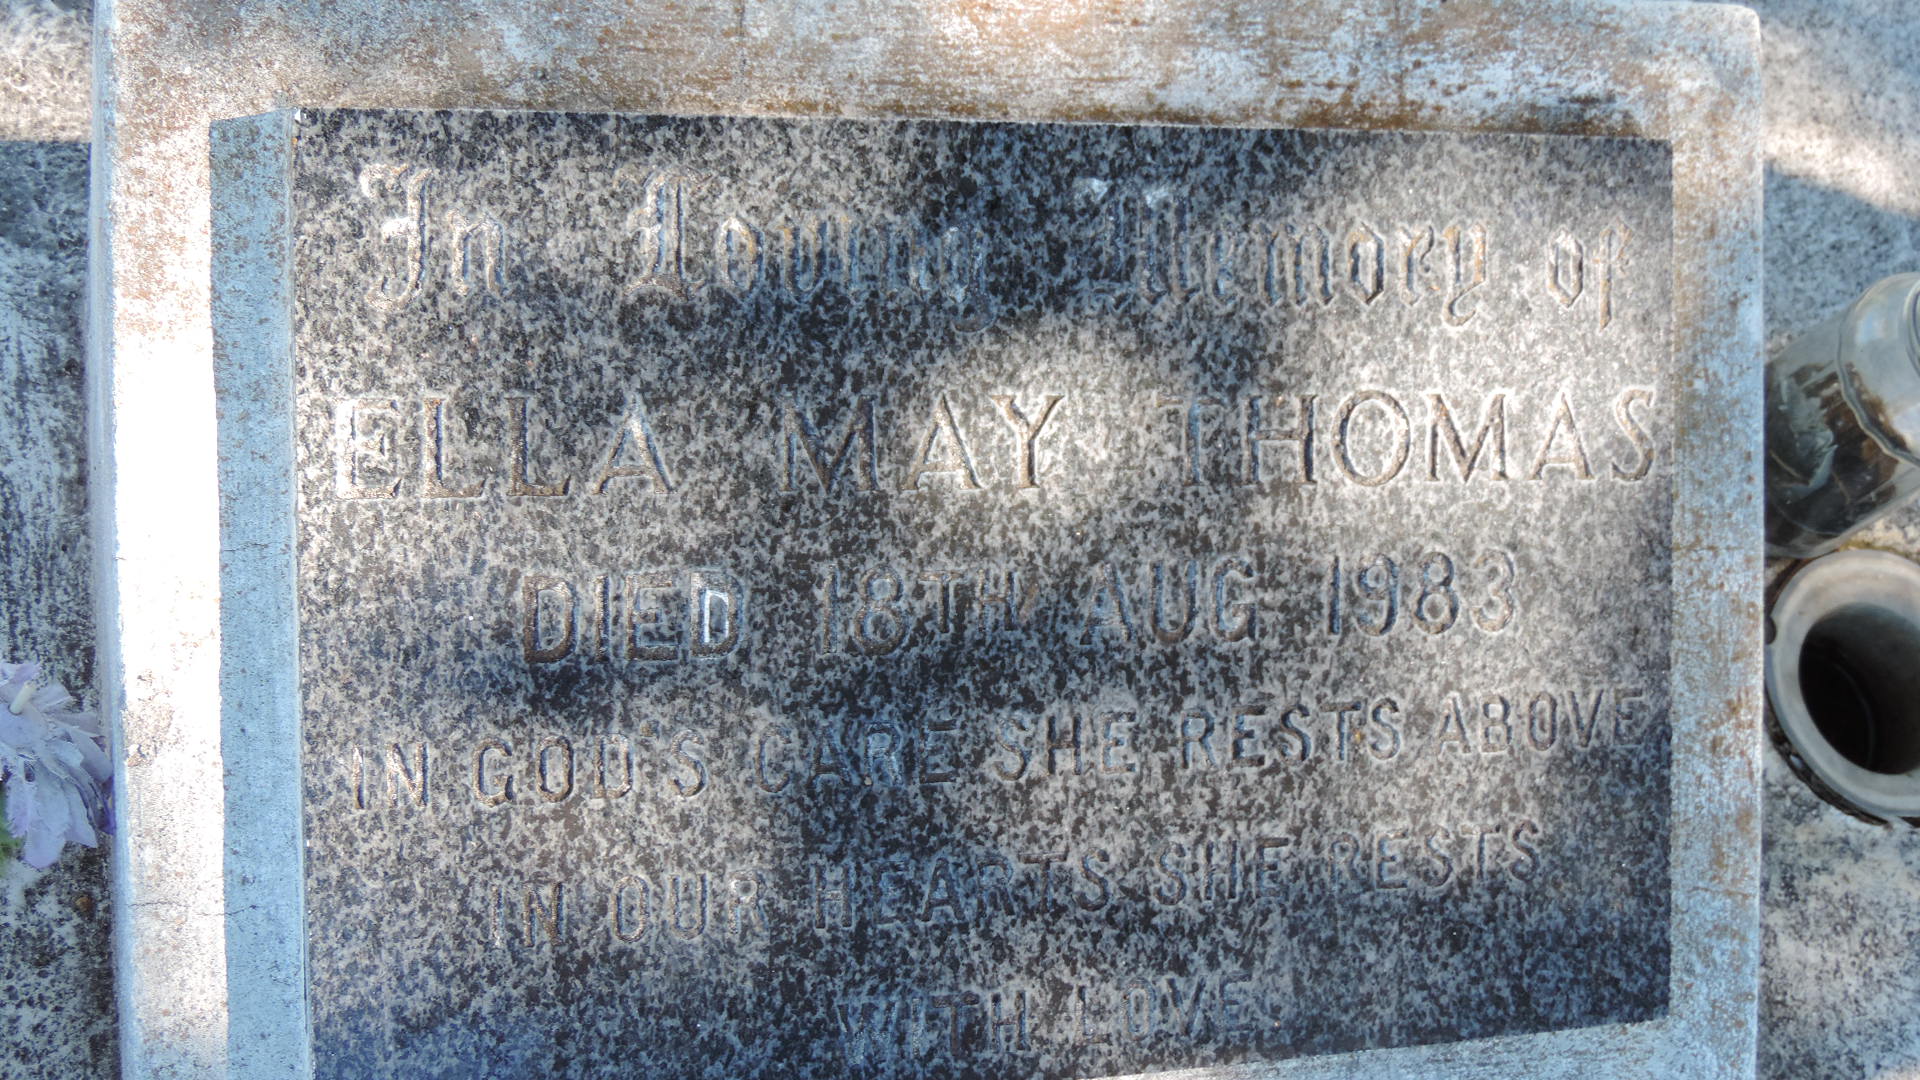 In Loving Memory of
ELLA MAY THOMAS
DIED 18TH AUG 1983
IN GOD'S CARE SHE RESTS ABOVE
IN OUR HEARTS SHE RESTS
WITH LOVE